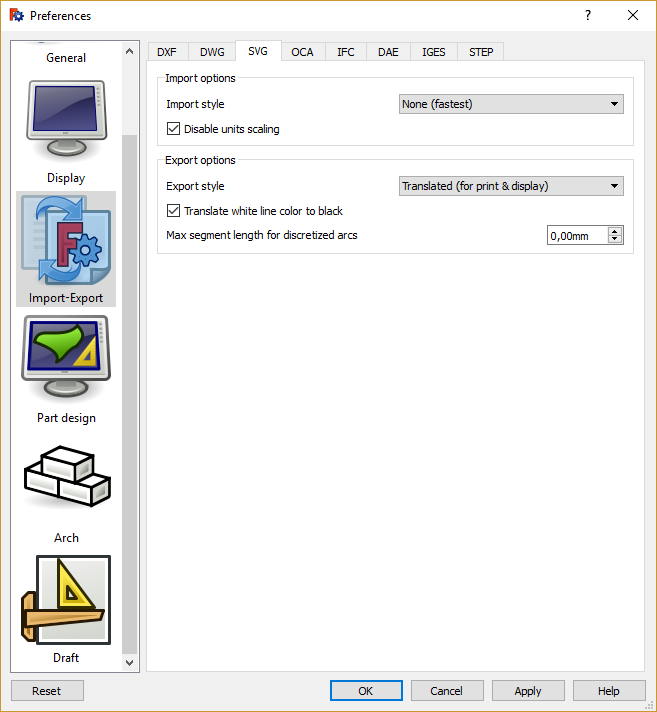 Preferences
?
General
Display
Import-Export
Part design
Arch
Draft
DXF DWG SVG OCA IFC DAE IGES STEP
Import options
Import style None (fastest)
Disable units scaling
Export options
Export style Translated (for print & display)
Translate white line color to black
Max segment length for discretized arcs 0,00mm
Reset OK Cancel Apply Help